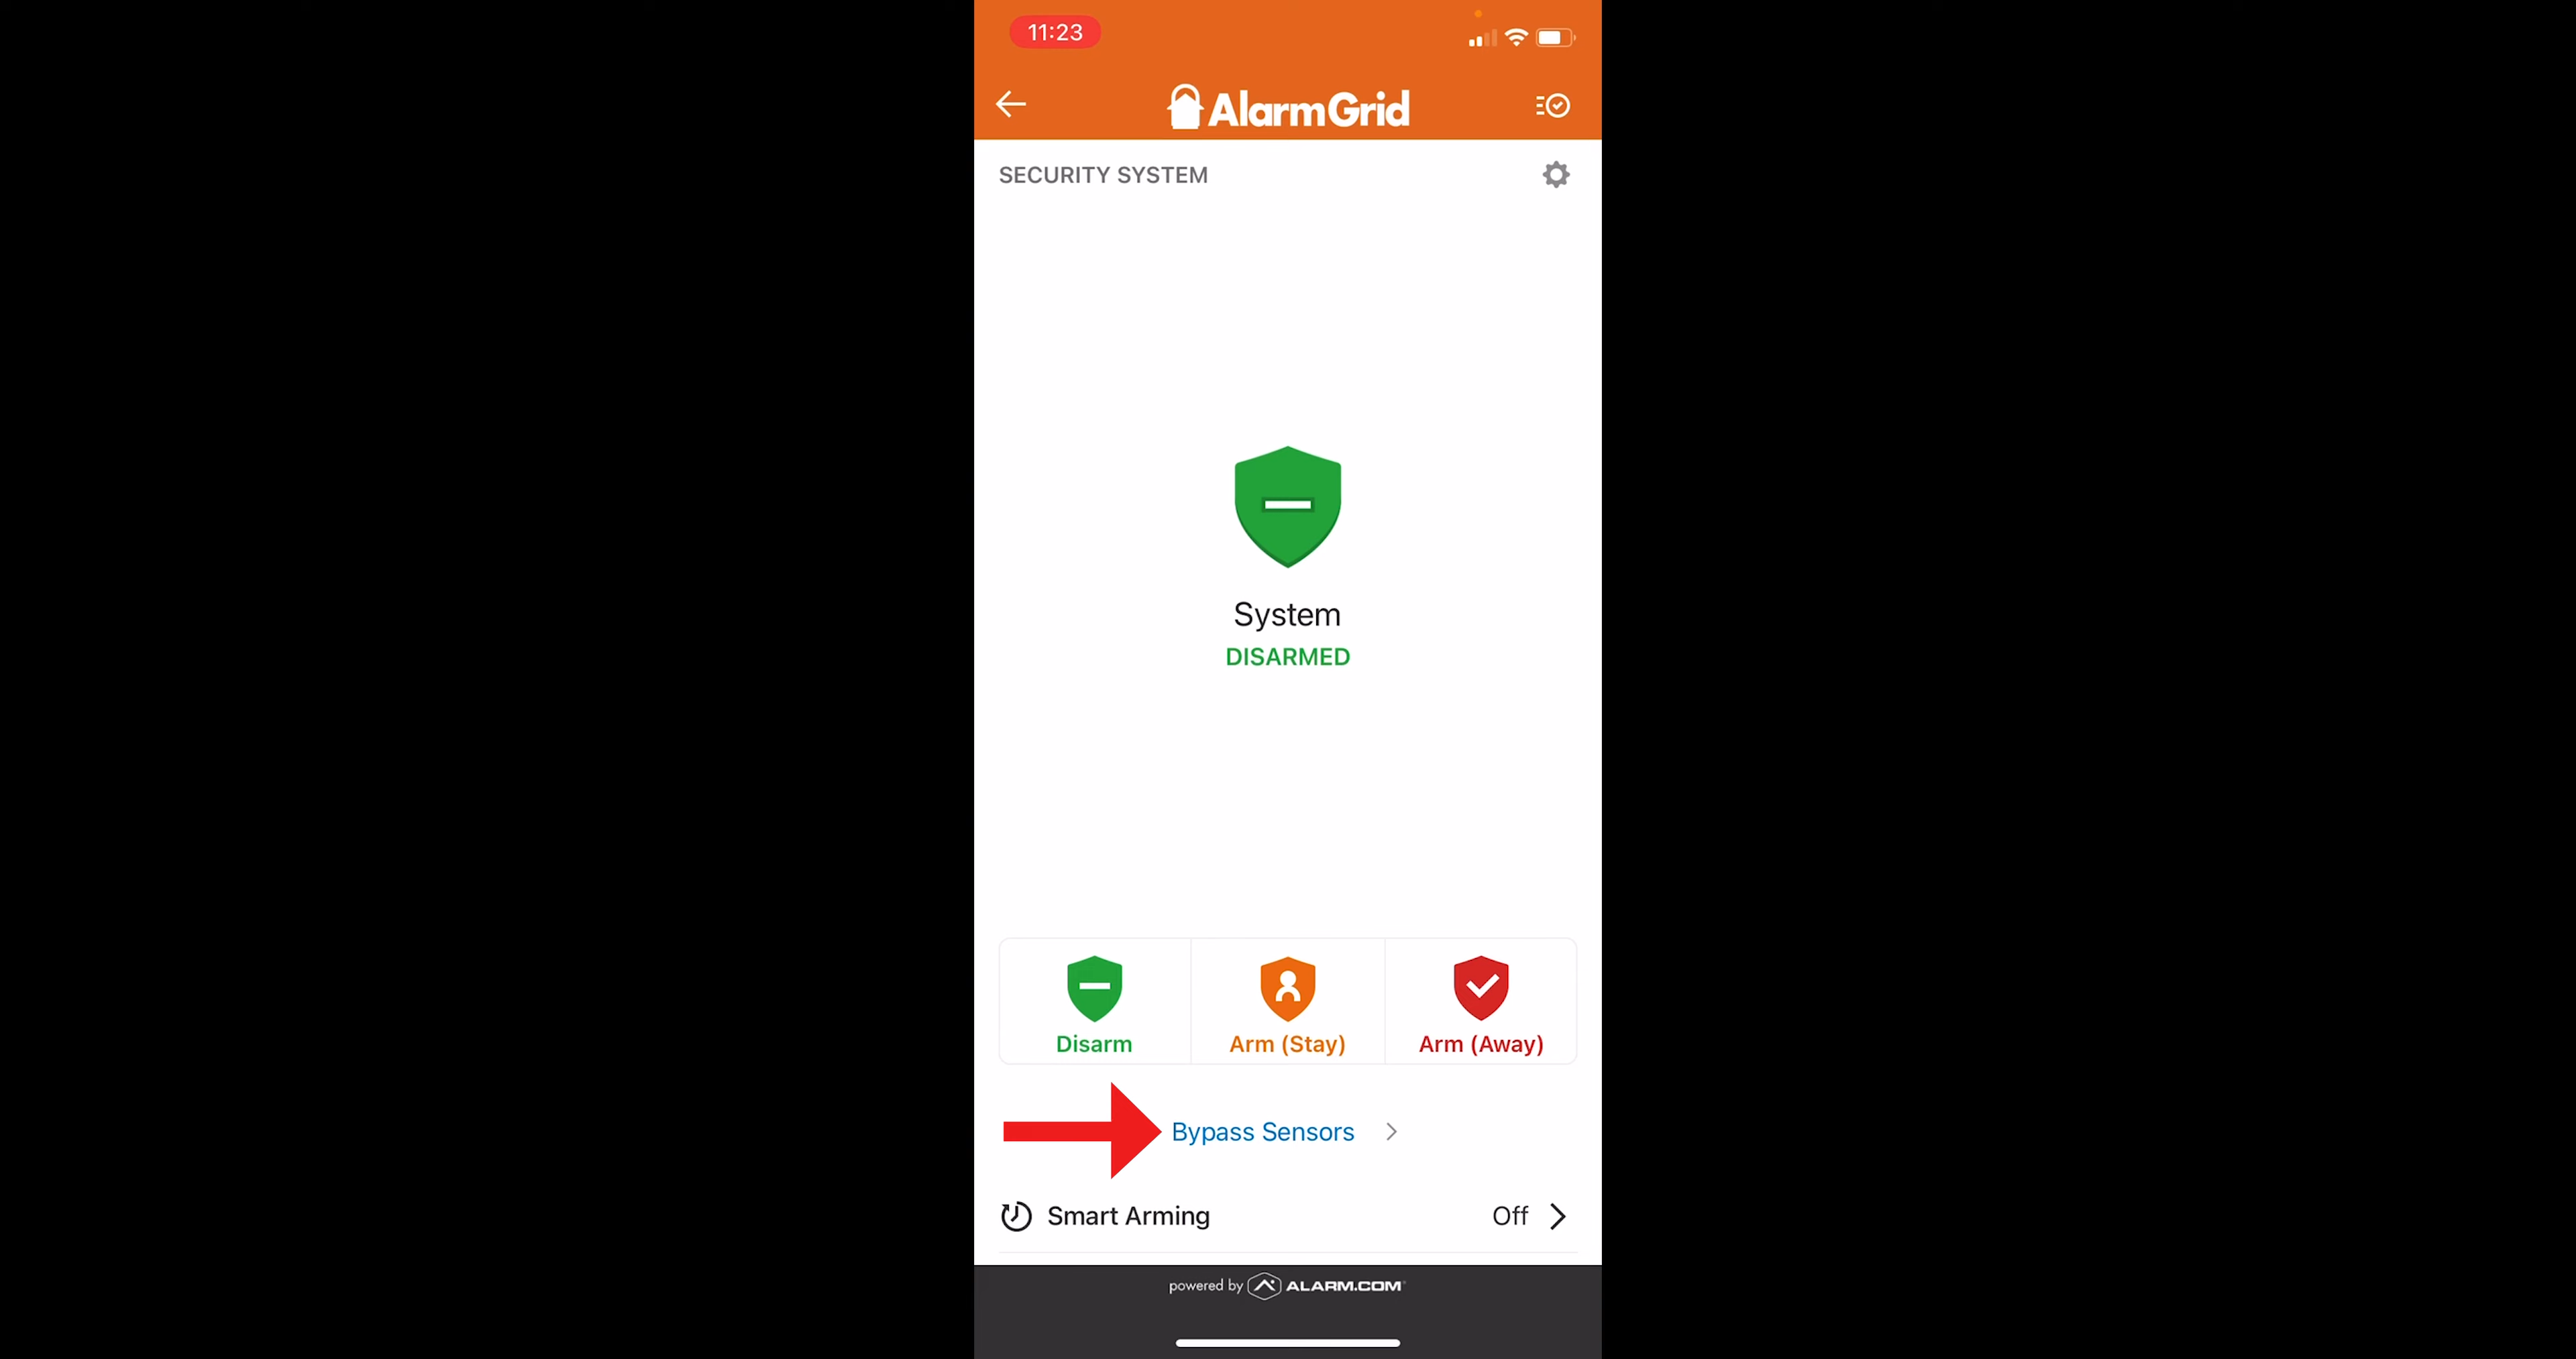 11:23
AlarmGrid
SECURITY SYSTEM
System
DISARMED
Disarm
Arm (Stay)
Arm (Away)
Bypass Sensors
Smart Arming
Off
powered by ALARM.COM